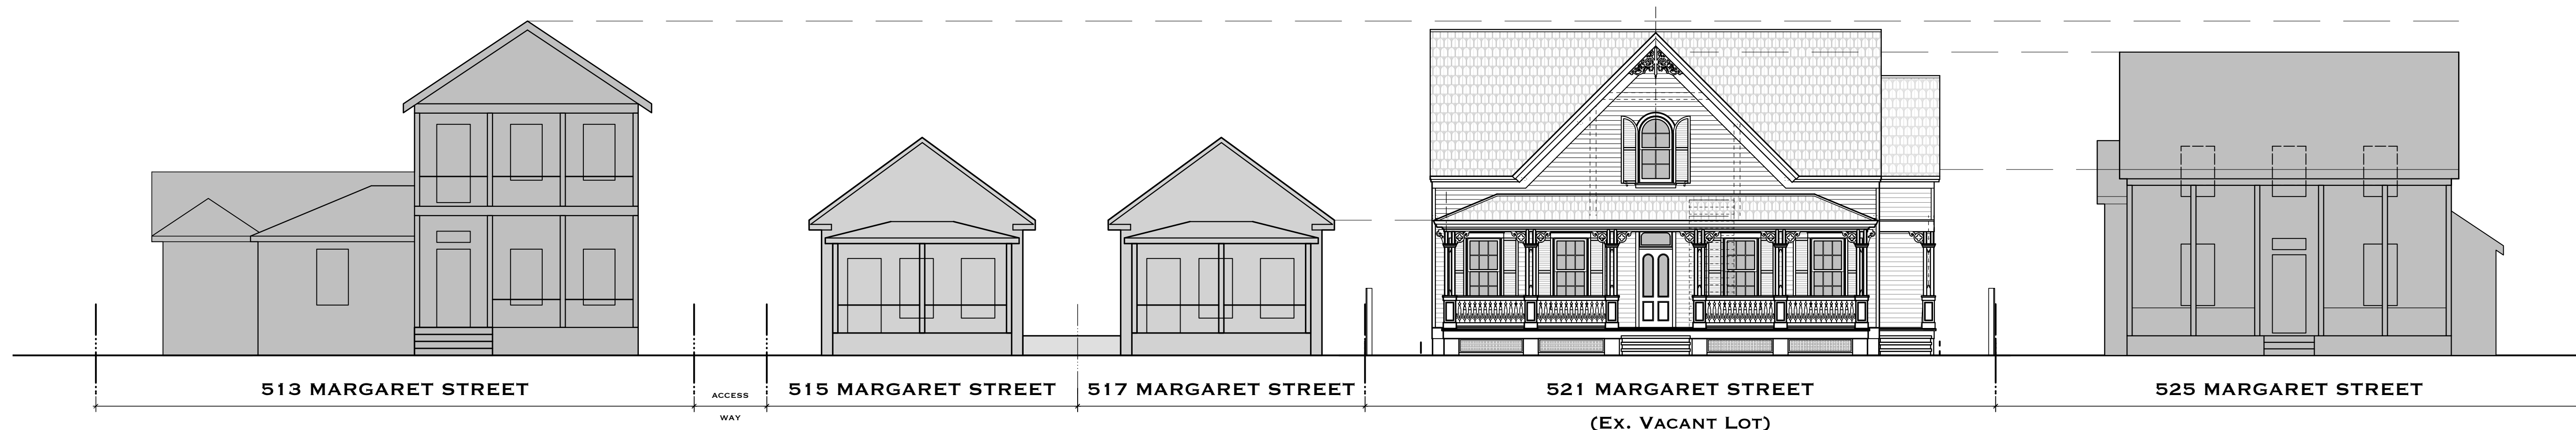 513 MARGARET STREET
ACCESS
WAY
515 MARGARET STREET
517 MARGARET STREET
521 MARGARET STREET
(EX. VACANT LOT)
525 MARGARET STREET